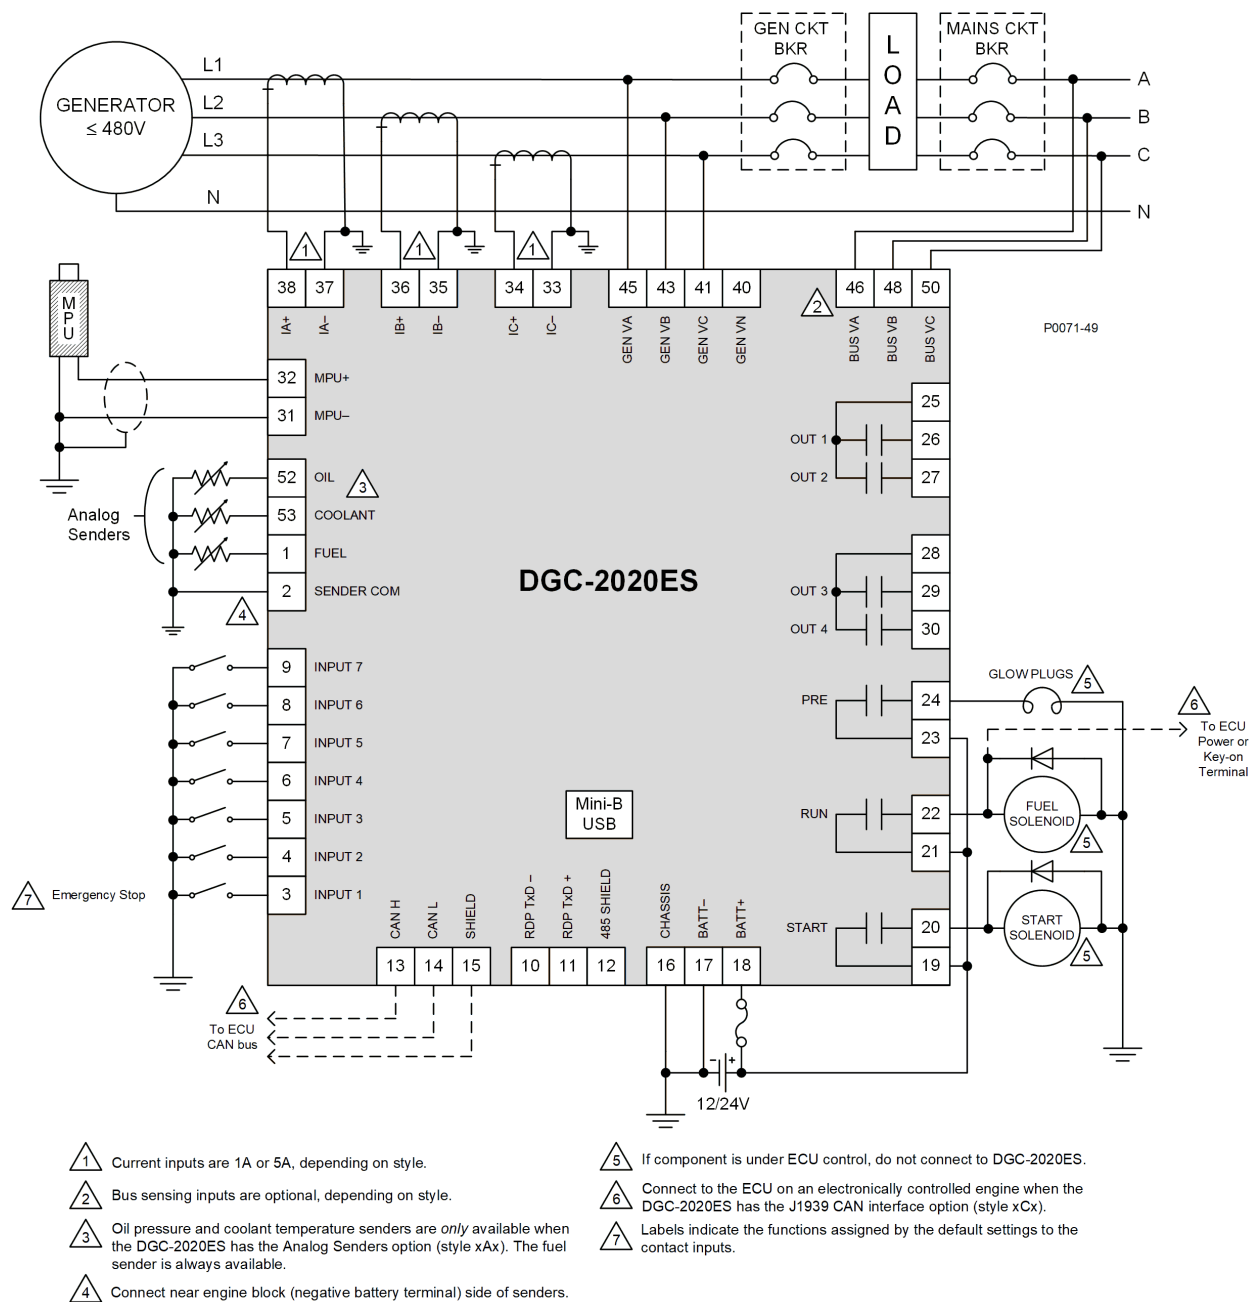 GEN CKT
BKR
LOAD
MAINS CKT
BKR
L1
L2
L3
N
GENERATOR
≤ 480V
A
B
C
N
1
1
1
38
37
36
35
34
33
45
43
41
40
2
46
48
50
IA+
IA–
IB+
IB–
IC+
IC–
GEN VA
GEN VB
GEN VC
GEN VN
BUS VA
BUS VB
BUS VC
P0071-49
MPU
32
MPU+
31
MPU–
52
OIL
3
53
COOLANT
1
FUEL
2
SENDER COM
4
Analog
Senders
DGC-2020ES
25
OUT 1
26
OUT 2
27
28
OUT 3
29
OUT 4
30
GLOW PLUGS
5
PRE
24
23
6
To ECU
Power or
Key-on
Terminal
RUN
22
21
FUEL
SOLENOID
5
START
20
19
START
SOLENOID
5
9
INPUT 7
8
INPUT 6
7
INPUT 5
6
INPUT 4
5
INPUT 3
4
INPUT 2
3
INPUT 1
7
Emergency Stop
Mini-B
USB
CAN H
CAN L
SHIELD
RDP TxD –
RDP TxD +
485 SHIELD
CHASSIS
BATT–
BATT+
13
14
15
10
11
12
16
17
18
6
To ECU
CAN bus
- +
12/24V
1 Current inputs are 1A or 5A, depending on style.
2 Bus sensing inputs are optional, depending on style.
3 Oil pressure and coolant temperature senders are only available when
the DGC-2020ES has the Analog Senders option (style xAx). The fuel
sender is always available.
4 Connect near engine block (negative battery terminal) side of senders.
5 If component is under ECU control, do not connect to DGC-2020ES.
6 Connect to the ECU on an electronically controlled engine when the
DGC-2020ES has the J1939 CAN interface option (style xCx).
7 Labels indicate the functions assigned by the default settings to the
contact inputs.